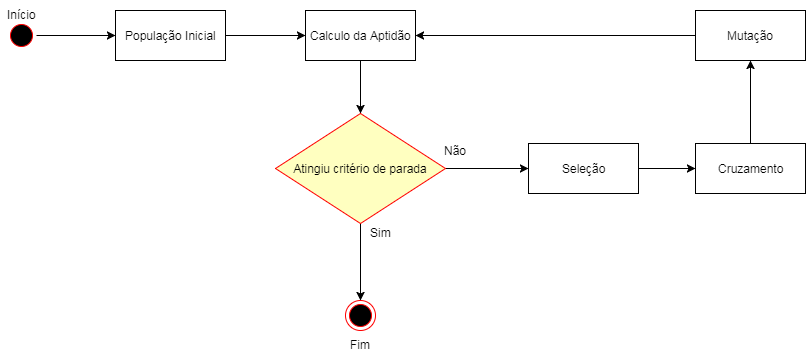 Início
População Inicial
Calculo da Aptidão
Mutação
Não
Atingiu critério de parada
Seleção
Cruzamento
Sim
Fim